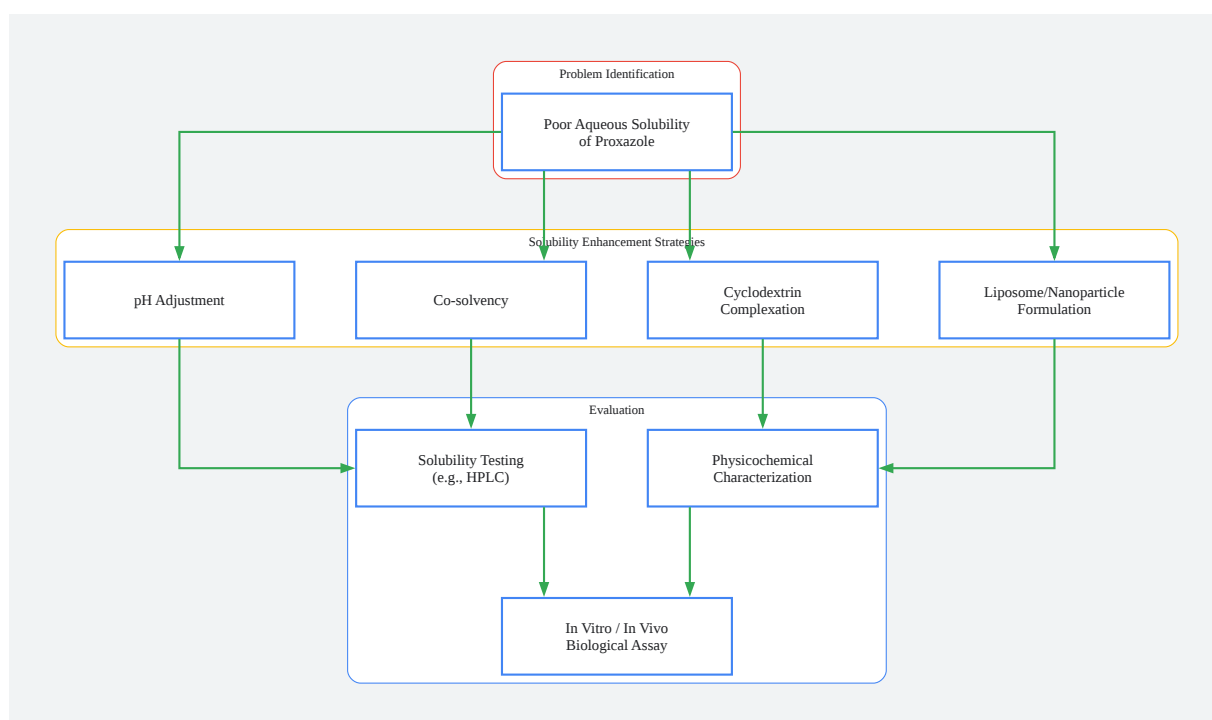 Problem Identification
Poor Aqueous Solubility
of Proxazole
Solubility Enhancement Strategies
pH Adjustment
Co-solvency
Cyclodextrin
Complexation
Liposome/Nanoparticle
Formulation
Evaluation
Solubility Testing
(e.g., HPLC)
Physicochemical
Characterization
In Vitro / In Vivo
Biological Assay